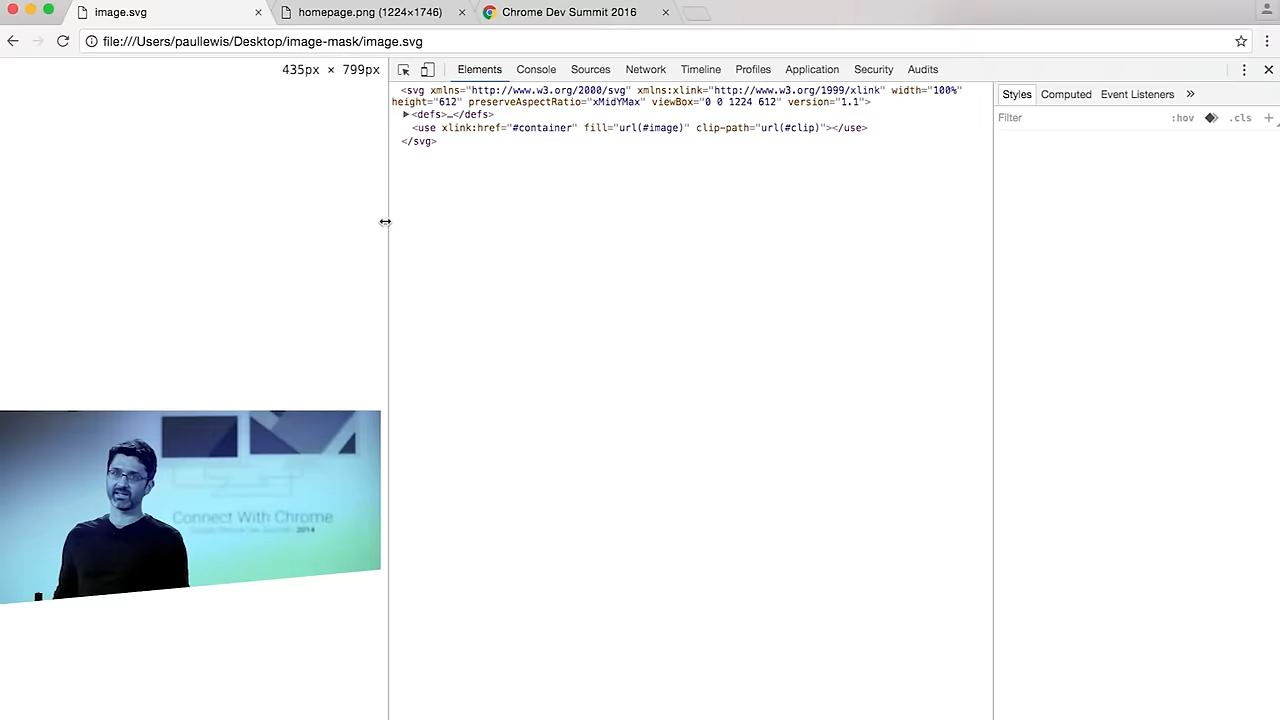 image.svg
homepage.png (1224×1746)
Chrome Dev Summit 2016
file:///Users/paullewis/Desktop/image-mask/image.svg
435px × 799px
Elements Console Sources Network Timeline Profiles Application Security Audits
<svg xmlns="http://www.w3.org/2000/svg" xmlns:xlink="http://www.w3.org/1999/xlink" width="100%"
height="612" preserveAspectRatio="xMidYMax" viewBox="0 0 1224 612" version="1.1">
<defs>…</defs>
<use xlink:href="#container" fill="url(#image)" clip-path="url(#clip)"></use>
</svg>
Styles Computed Event Listeners »
Filter :hov .cls +
Connect With Chrome
2014